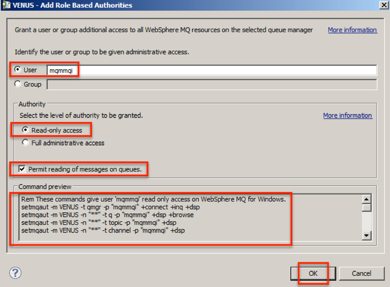 VENUS - Add Role Based Authorities
Grant a user or group additional access to all WebSphere MQ resources on the selected queue manager
More information
Identify the user or group to be given administrative access.
User
mqmmqi
Group
Authority
Select the level of authority to be granted.
More information
Read-only access
Full administrative access
Permit reading of messages on queues.
Command preview
Rem These commands give user 'mqmmqi' read only access on WebSphere MQ for Windows.
setmqaut -m VENUS -t qmgr -p "mqmmqi" +connect +inq +dsp
setmqaut -m VENUS -n "**" -t q -p "mqmmqi" +dsp +browse
setmqaut -m VENUS -n "**" -t topic -p "mqmmqi" +dsp
setmqaut -m VENUS -n "**" -t channel -p "mqmmqi" +dsp
?
OK
Cancel